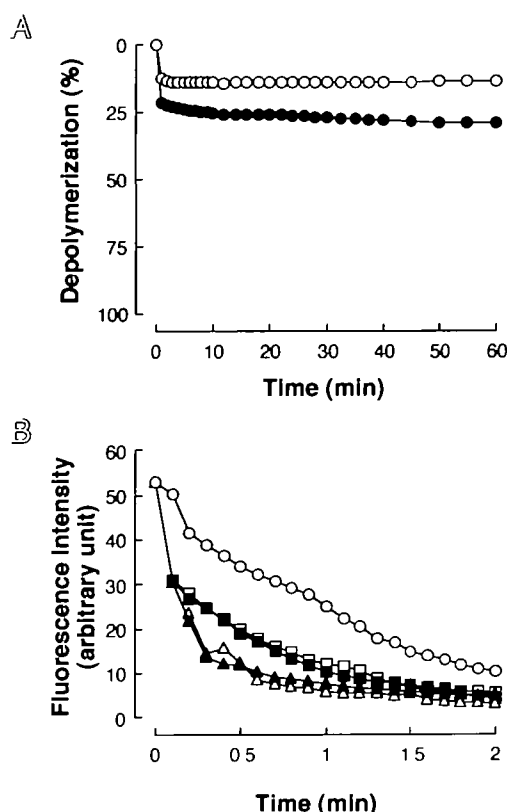 A
Depolymerization (%)
0
25
50
75
100
0 10 20 30 40 50 60
Time (min)
B
Fluorescence Intensity
(arbitrary unit)
60
50
40
30
20
10
0
0 0 5 1 1 5 2
Time (min)